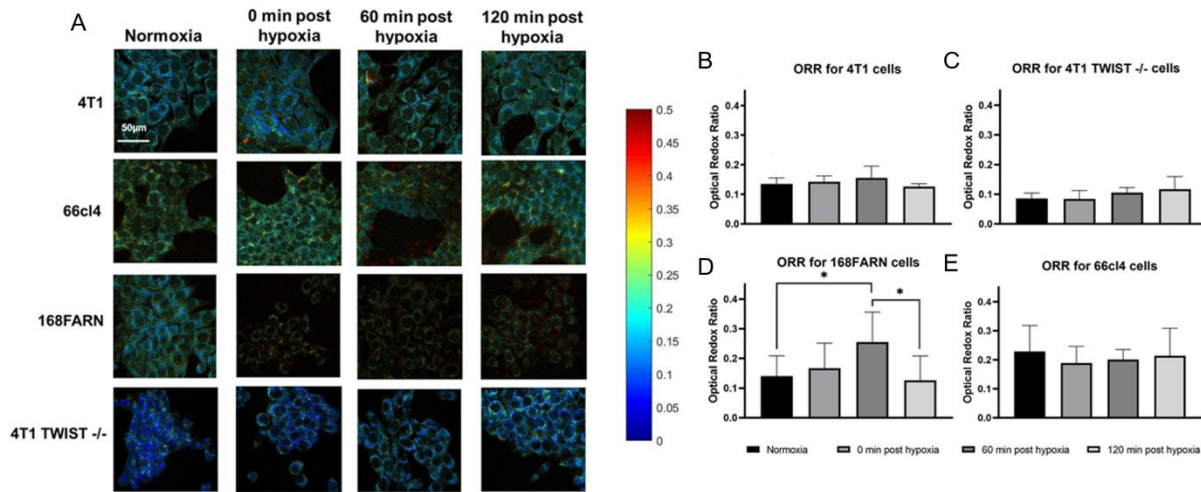 A
Normoxia
0 min post
hypoxia
60 min post
hypoxia
120 min post
hypoxia
4T1
50µm
66cl4
168FARN
4T1 TWIST -/-
0.5
0.45
0.4
0.35
0.3
0.25
0.2
0.15
0.1
0.05
0
B
ORR for 4T1 cells
Optical Redox Ratio
0.4
0.3
0.2
0.1
0.0
C
ORR for 4T1 TWIST -/- cells
Optical Redox Ratio
0.4
0.3
0.2
0.1
0.0
D
ORR for 168FARN cells
Optical Redox Ratio
0.4
0.3
0.2
0.1
0.0
*
*
E
ORR for 66cl4 cells
Optical Redox Ratio
0.4
0.3
0.2
0.1
0.0
Normoxia
0 min post hypoxia
60 min post hypoxia
120 min post hypoxia